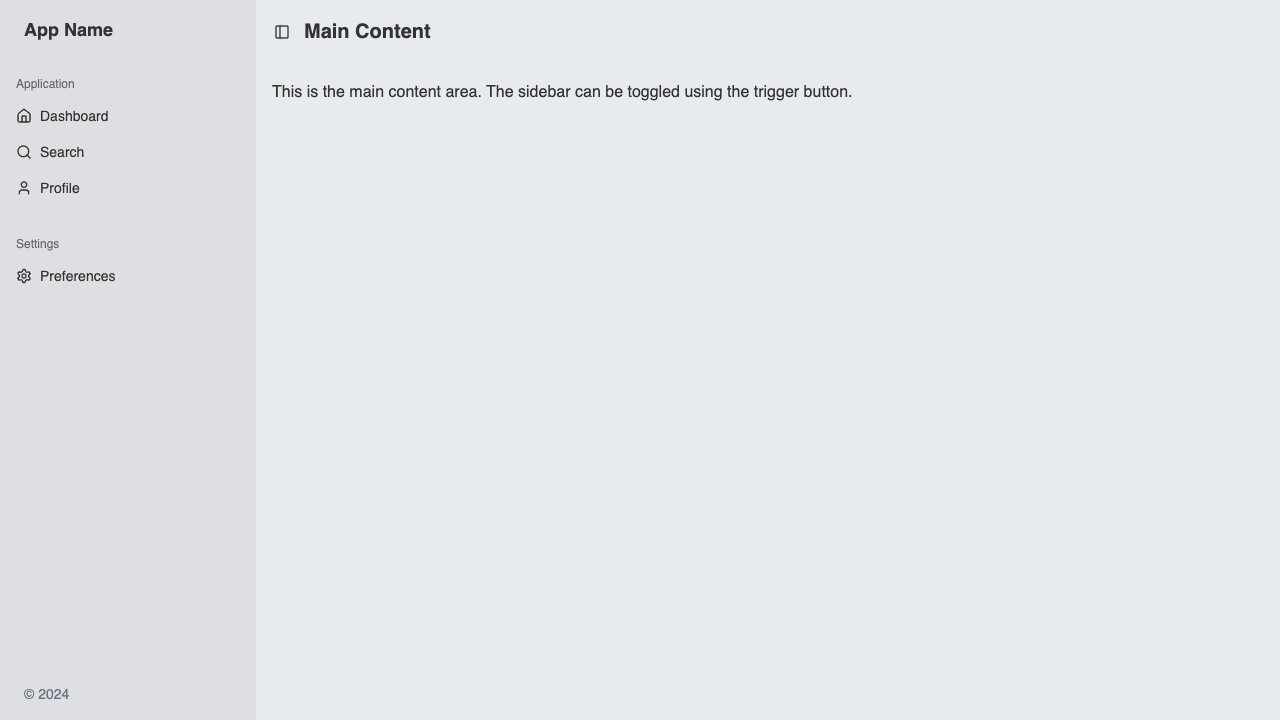 App Name
Application
Dashboard
Search
Profile
Settings
Preferences
© 2024
Main Content
This is the main content area. The sidebar can be toggled using the trigger button.